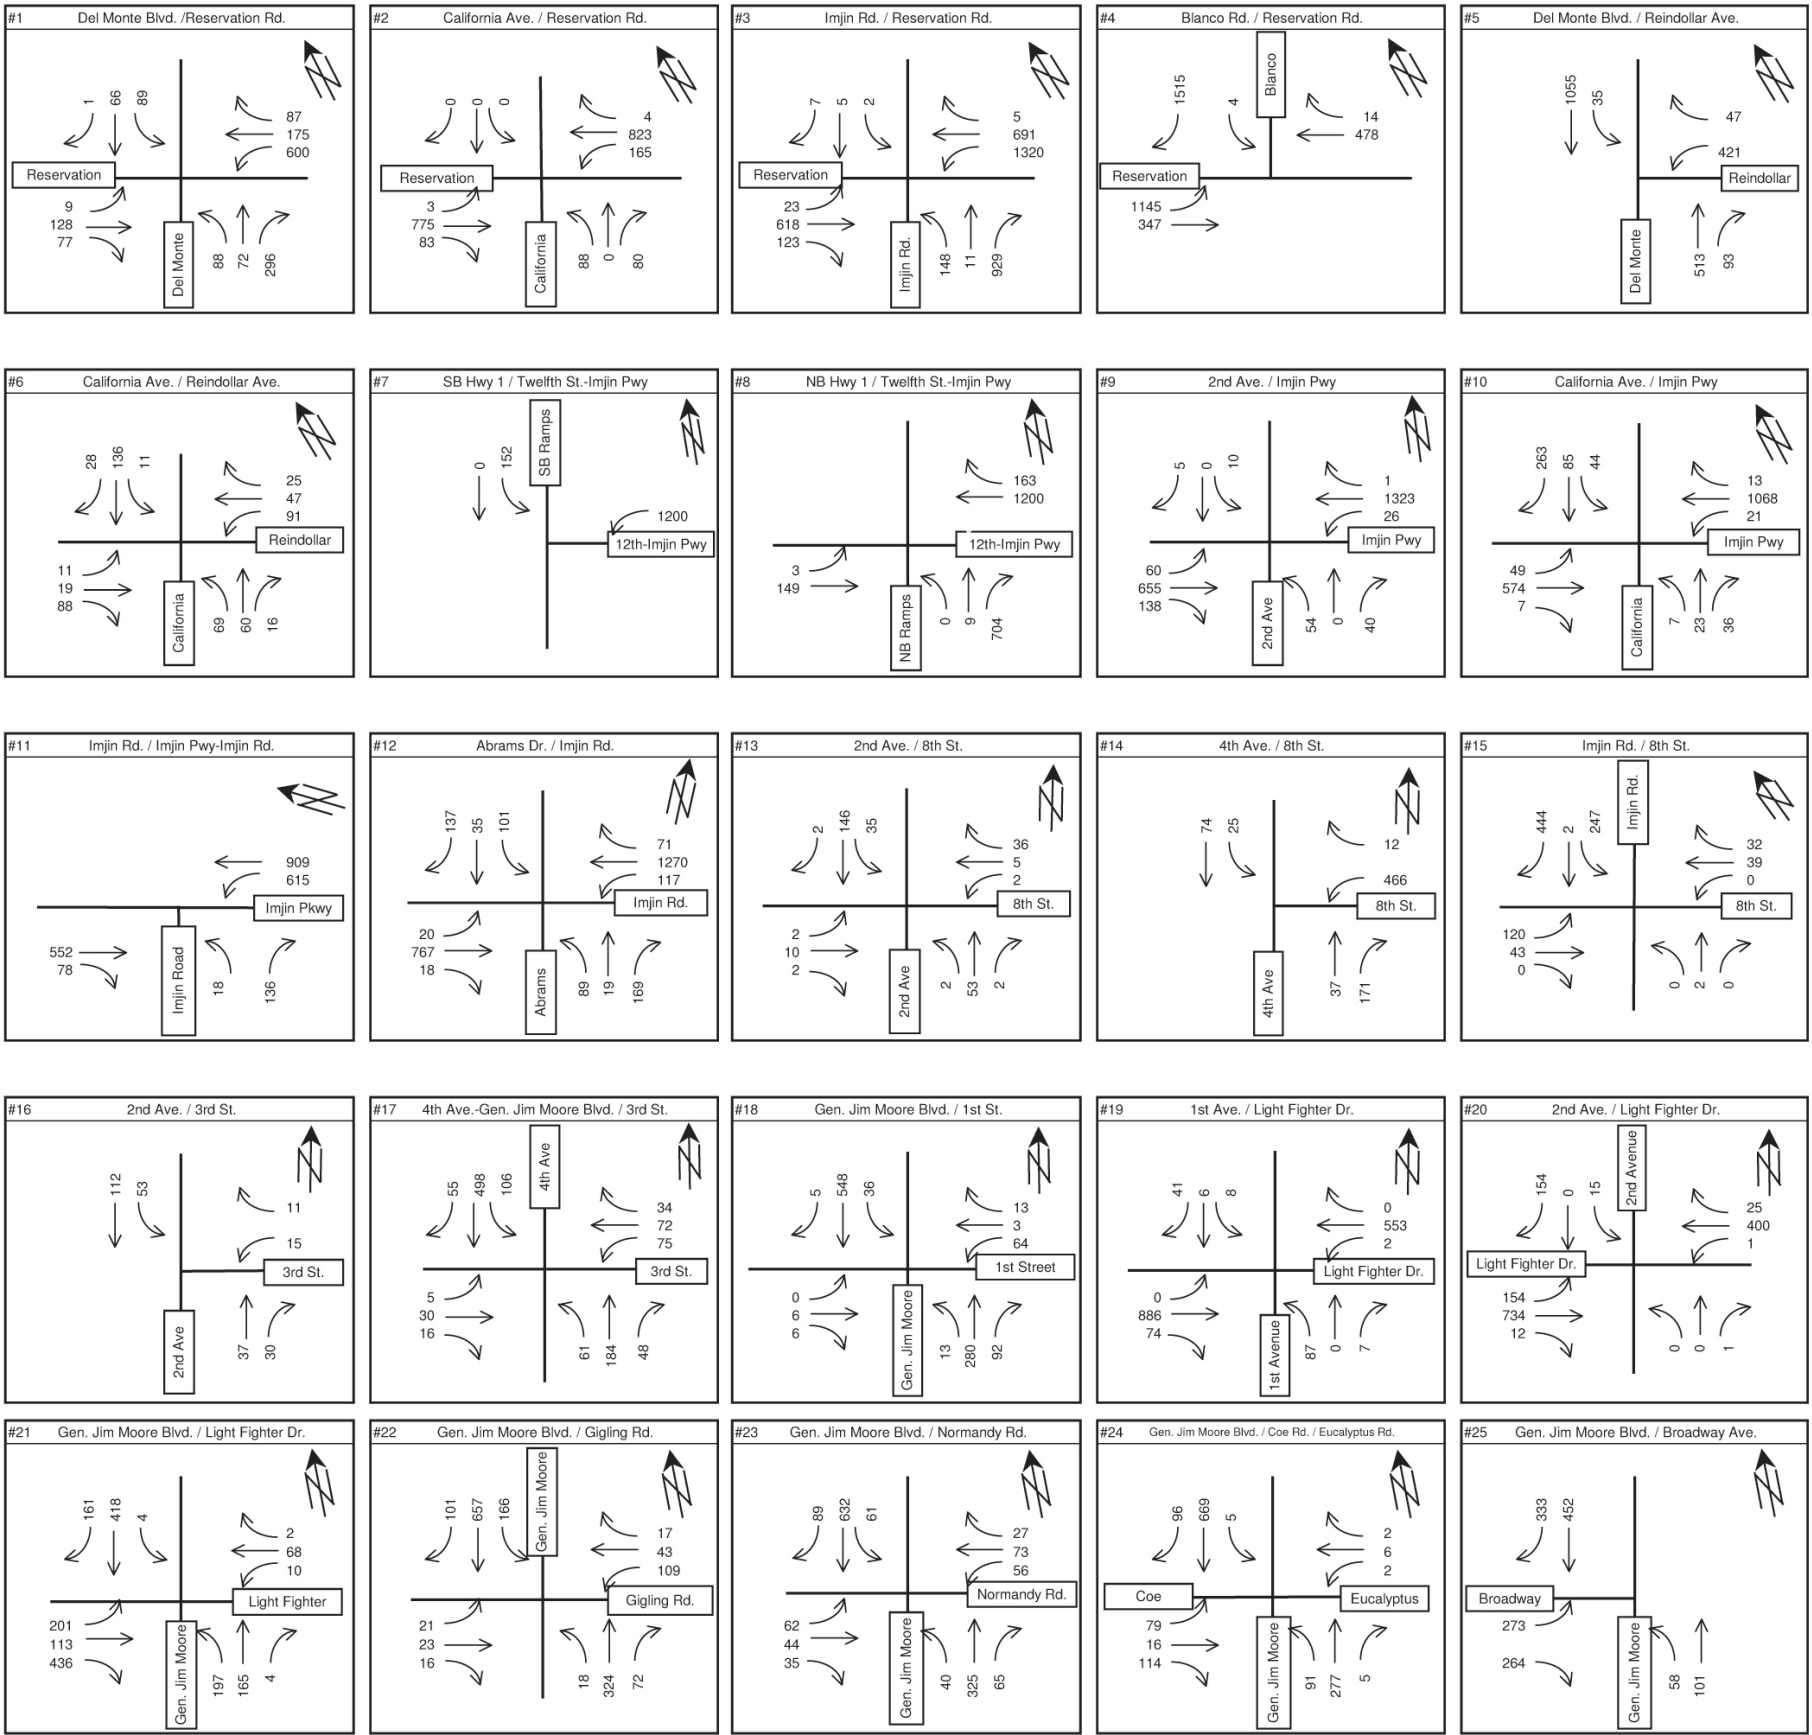 #1 Del Monte Blvd. /Reservation Rd.
1 66 89
87
175
600
Reservation
9
128
77
Del Monte
88 72 296
#2 California Ave. / Reservation Rd.
0 0 0
4
823
165
Reservation
3
775
83
California
88 0 80
#3 Imjin Rd. / Reservation Rd.
7 5 2
5
691
1320
Reservation
23
618
123
Imjin Rd.
148 11 929
#4 Blanco Rd. / Reservation Rd.
Blanco
1515 4
14
478
Reservation
1145
347
#5 Del Monte Blvd. / Reindollar Ave.
1055 35
47
421
Reindollar
Del Monte
513 93
#6 California Ave. / Reindollar Ave.
28 136 11
25
47
91
Reindollar
11
19
88
California
69 60 16
#7 SB Hwy 1 / Twelfth St.-Imjin Pwy
SB Ramps
0 152
1200
12th-Imjin Pwy
#8 NB Hwy 1 / Twelfth St.-Imjin Pwy
163
1200
12th-Imjin Pwy
3
149
NB Ramps
0 9 704
#9 2nd Ave. / Imjin Pwy
5 0 10
1
1323
26
Imjin Pwy
60
655
138
2nd Ave
54 0 40
#10 California Ave. / Imjin Pwy
263 85 44
13
1068
21
Imjin Pwy
49
574
7
California
7 23 36
#11 Imjin Rd. / Imjin Pwy-Imjin Rd.
909
615
Imjin Pkwy
552
78
Imjin Road
18 136
#12 Abrams Dr. / Imjin Rd.
137 35 101
71
1270
117
Imjin Rd.
20
767
18
Abrams
89 19 169
#13 2nd Ave. / 8th St.
2 146 35
36
5
2
8th St.
2
10
2
2nd Ave
2 53 2
#14 4th Ave. / 8th St.
74 25
12
466
8th St.
4th Ave
37 171
#15 Imjin Rd. / 8th St.
Imjin Rd.
444 2 247
32
39
0
8th St.
120
43
0
0 2 0
#16 2nd Ave. / 3rd St.
112 53
11
15
3rd St.
2nd Ave
37 30
#17 4th Ave.-Gen. Jim Moore Blvd. / 3rd St.
4th Ave
55 498 106
34
72
75
3rd St.
5
30
16
61 184 48
#18 Gen. Jim Moore Blvd. / 1st St.
5 548 36
13
3
64
1st Street
0
6
6
Gen. Jim Moore
13 280 92
#19 1st Ave. / Light Fighter Dr.
41 6 8
0
553
2
Light Fighter Dr.
0
886
74
1st Avenue
87 0 7
#20 2nd Ave. / Light Fighter Dr.
2nd Avenue
154 0 15
25
400
1
Light Fighter Dr.
154
734
12
0 0 1
#21 Gen. Jim Moore Blvd. / Light Fighter Dr.
161 418 4
2
68
10
Light Fighter
201
113
436
Gen. Jim Moore
197 165 4
#22 Gen. Jim Moore Blvd. / Gigling Rd.
Gen. Jim Moore
101 657 166
17
43
109
Gigling Rd.
21
23
16
18 324 72
#23 Gen. Jim Moore Blvd. / Normandy Rd.
89 632 61
27
73
56
Normandy Rd.
62
44
35
Gen. Jim Moore
40 325 65
#24 Gen. Jim Moore Blvd. / Coe Rd. / Eucalyptus Rd.
96 669 5
2
6
2
Coe
Eucalyptus
79
16
114
Gen. Jim Moore
91 277 5
#25 Gen. Jim Moore Blvd. / Broadway Ave.
333 452
Broadway
273
264
Gen. Jim Moore
58 101